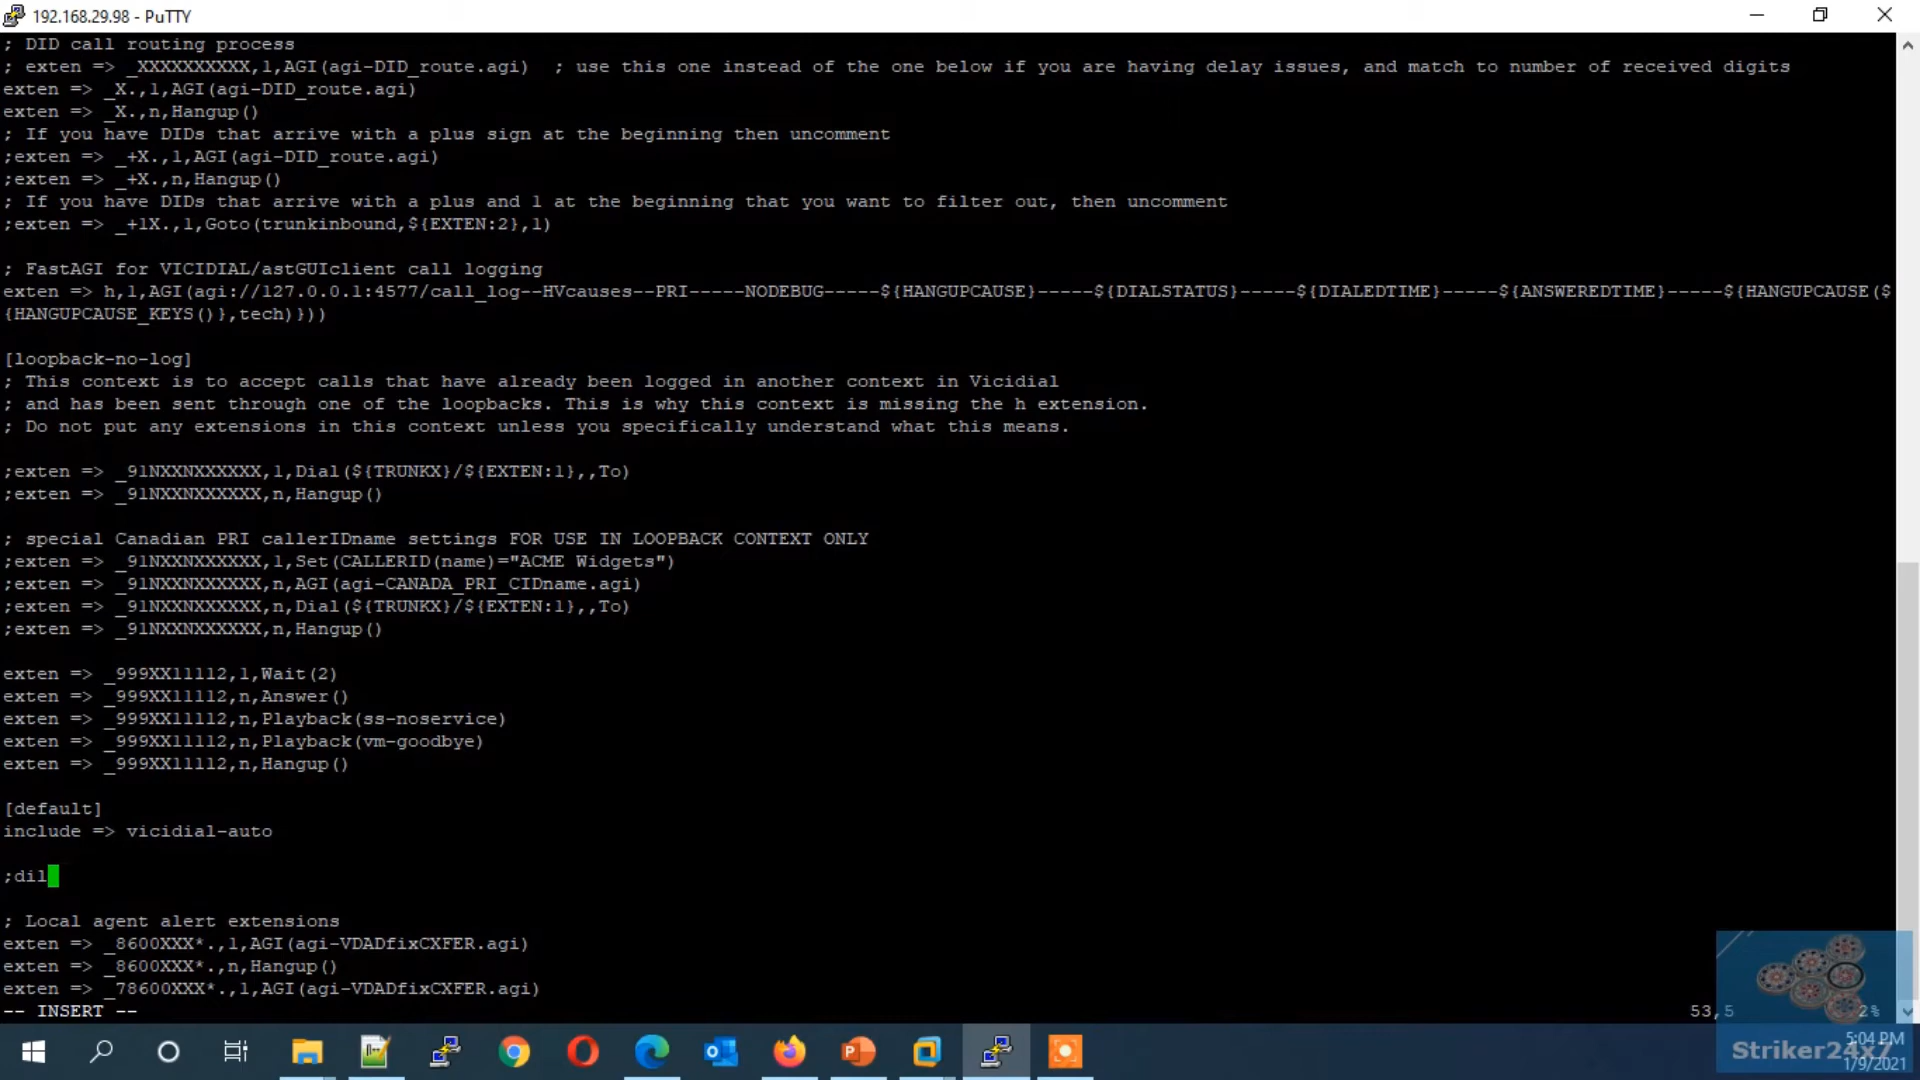 192.168.29.98 - PuTTY
; DID call routing process
; exten => _XXXXXXXXXX,1,AGI(agi-DID_route.agi)  ; use this one instead of the one below if you are having delay issues, and match to number of received digits
exten => _X.,1,AGI(agi-DID_route.agi)
exten => _X.,n,Hangup()
; If you have DIDs that arrive with a plus sign at the beginning then uncomment
;exten => _+X.,1,AGI(agi-DID_route.agi)
;exten => _+X.,n,Hangup()
; If you have DIDs that arrive with a plus and 1 at the beginning that you want to filter out, then uncomment
;exten => _+1X.,1,Goto(trunkinbound,${EXTEN:2},1)
; FastAGI for VICIDIAL/astGUIclient call logging
exten => h,1,AGI(agi://127.0.0.1:4577/call_log--HVcauses--PRI-----NODEBUG-----${HANGUPCAUSE}-----${DIALSTATUS}-----${DIALEDTIME}-----${ANSWEREDTIME}-----${HANGUPCAUSE($
{HANGUPCAUSE_KEYS()},tech)}))
[loopback-no-log]
; This context is to accept calls that have already been logged in another context in Vicidial
; and has been sent through one of the loopbacks. This is why this context is missing the h extension.
; Do not put any extensions in this context unless you specifically understand what this means.
;exten => _91NXXNXXXXXX,1,Dial(${TRUNKX}/${EXTEN:1},,To)
;exten => _91NXXNXXXXXX,n,Hangup()
; special Canadian PRI callerIDname settings FOR USE IN LOOPBACK CONTEXT ONLY
;exten => _91NXXNXXXXXX,1,Set(CALLERID(name)="ACME Widgets")
;exten => _91NXXNXXXXXX,n,AGI(agi-CANADA_PRI_CIDname.agi)
;exten => _91NXXNXXXXXX,n,Dial(${TRUNKX}/${EXTEN:1},,To)
;exten => _91NXXNXXXXXX,n,Hangup()
exten => _999XX11112,1,Wait(2)
exten => _999XX11112,n,Answer()
exten => _999XX11112,n,Playback(ss-noservice)
exten => _999XX11112,n,Playback(vm-goodbye)
exten => _999XX11112,n,Hangup()
[default]
include => vicidial-auto
;dil
; Local agent alert extensions
exten => _8600XXX*.,1,AGI(agi-VDADfixCXFER.agi)
exten => _8600XXX*.,n,Hangup()
exten => _78600XXX*.,1,AGI(agi-VDADfixCXFER.agi)
-- INSERT --
53,5
2%
5:04 PM
Striker24x7
1/9/2021